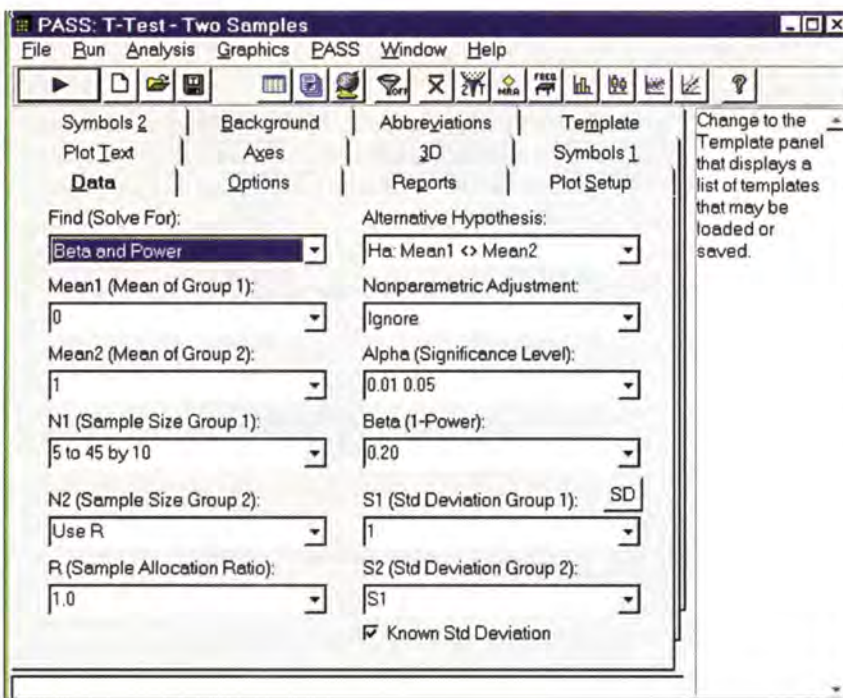 PASS: T-Test - Two Samples
File Run Analysis Graphics PASS Window Help
OFF 2YT MRA FREQ ?
Symbols 2 Background Abbreviations Template
Plot Text Axes 3D Symbols 1
Data Options Reports Plot Setup
Find (Solve For):
Beta and Power
Mean1 (Mean of Group 1):
0
Mean2 (Mean of Group 2):
1
N1 (Sample Size Group 1):
5 to 45 by 10
N2 (Sample Size Group 2):
Use R
R (Sample Allocation Ratio):
1.0
Alternative Hypothesis:
Ha: Mean1 <> Mean2
Nonparametric Adjustment:
Ignore
Alpha (Significance Level):
0.01 0.05
Beta (1-Power):
0.20
S1 (Std Deviation Group 1):
SD
1
S2 (Std Deviation Group 2):
S1
Known Std Deviation
Change to the
Template panel
that displays a
list of templates
that may be
loaded or
saved.